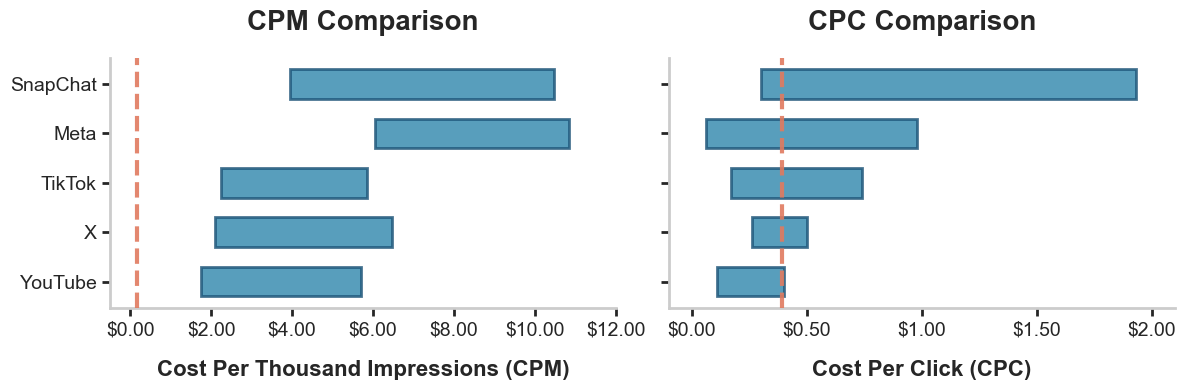 CPM Comparison
SnapChat
Meta
TikTok
X
YouTube
$0.00 $2.00 $4.00 $6.00 $8.00 $10.00 $12.00
Cost Per Thousand Impressions (CPM)
CPC Comparison
$0.00 $0.50 $1.00 $1.50 $2.00
Cost Per Click (CPC)